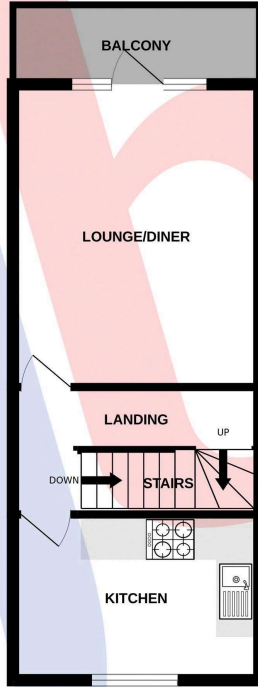 BALCONY
LOUNGE/DINER
LANDING
UP
DOWN
STAIRS
KITCHEN